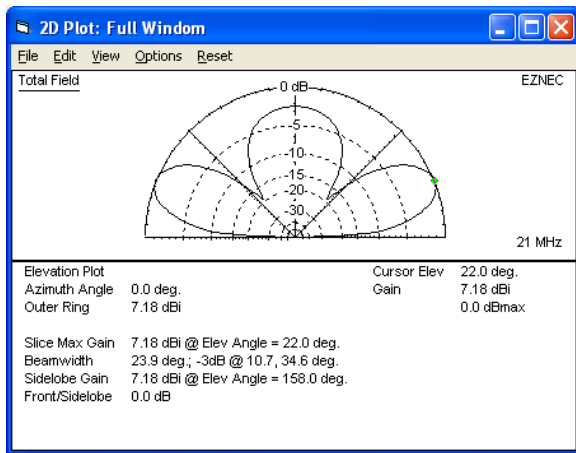 2D Plot: Full Windom
File Edit View Options Reset
Total Field
0 dB
EZNEC
-5
-10
-15
-20
-30
21 MHz
Elevation Plot
Cursor Elev 22.0 deg.
Azimuth Angle 0.0 deg.
Gain 7.18 dBi
Outer Ring 7.18 dBi
0.0 dBmax
Slice Max Gain 7.18 dBi @ Elev Angle = 22.0 deg.
Beamwidth 23.9 deg.; -3dB @ 10.7, 34.6 deg.
Sidelobe Gain 7.18 dBi @ Elev Angle = 158.0 deg.
Front/Sidelobe 0.0 dB